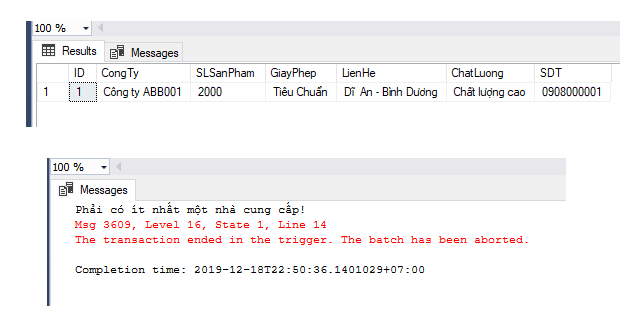 100 %
Results Messages
ID CongTy SLSanPham GiayPhep LienHe ChatLuong SDT
1 1 Công ty ABB001 2000 Tiêu Chuẩn Dĩ An - Bình Dương Chất lượng cao 0908000001
100 %
Messages
Phải có ít nhất một nhà cung cấp!
Msg 3609, Level 16, State 1, Line 14
The transaction ended in the trigger. The batch has been aborted.
Completion time: 2019-12-18T22:50:36.1401029+07:00